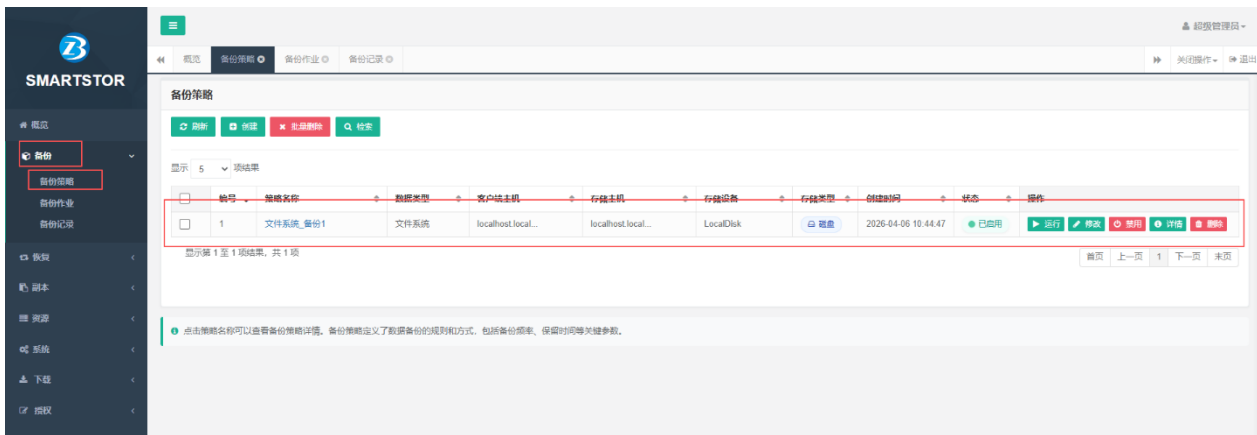 SMARTSTOR
概览
备份
备份策略
备份作业
备份记录
恢复
副本
资源
系统
下载
授权
超级管理员
概览 备份策略 备份作业 备份记录 关闭操作 退出
备份策略
刷新 创建 批量删除 检索
显示 5 项结果
编号 策略名称 数据类型 客户端主机 存储主机 存储设备 存储类型 创建时间 状态 操作
1 文件系统_备份1 文件系统 localhost.local... localhost.local... LocalDisk 磁盘 2026-04-06 10:44:47 已启用 运行 修改 禁用 详情 删除
显示第 1 至 1 项结果，共 1 项 首页 上一页 1 下一页 末页
点击策略名称可以查看备份策略详情。备份策略定义了数据备份的规则和方式、包括备份频率、保留时间等关键参数。